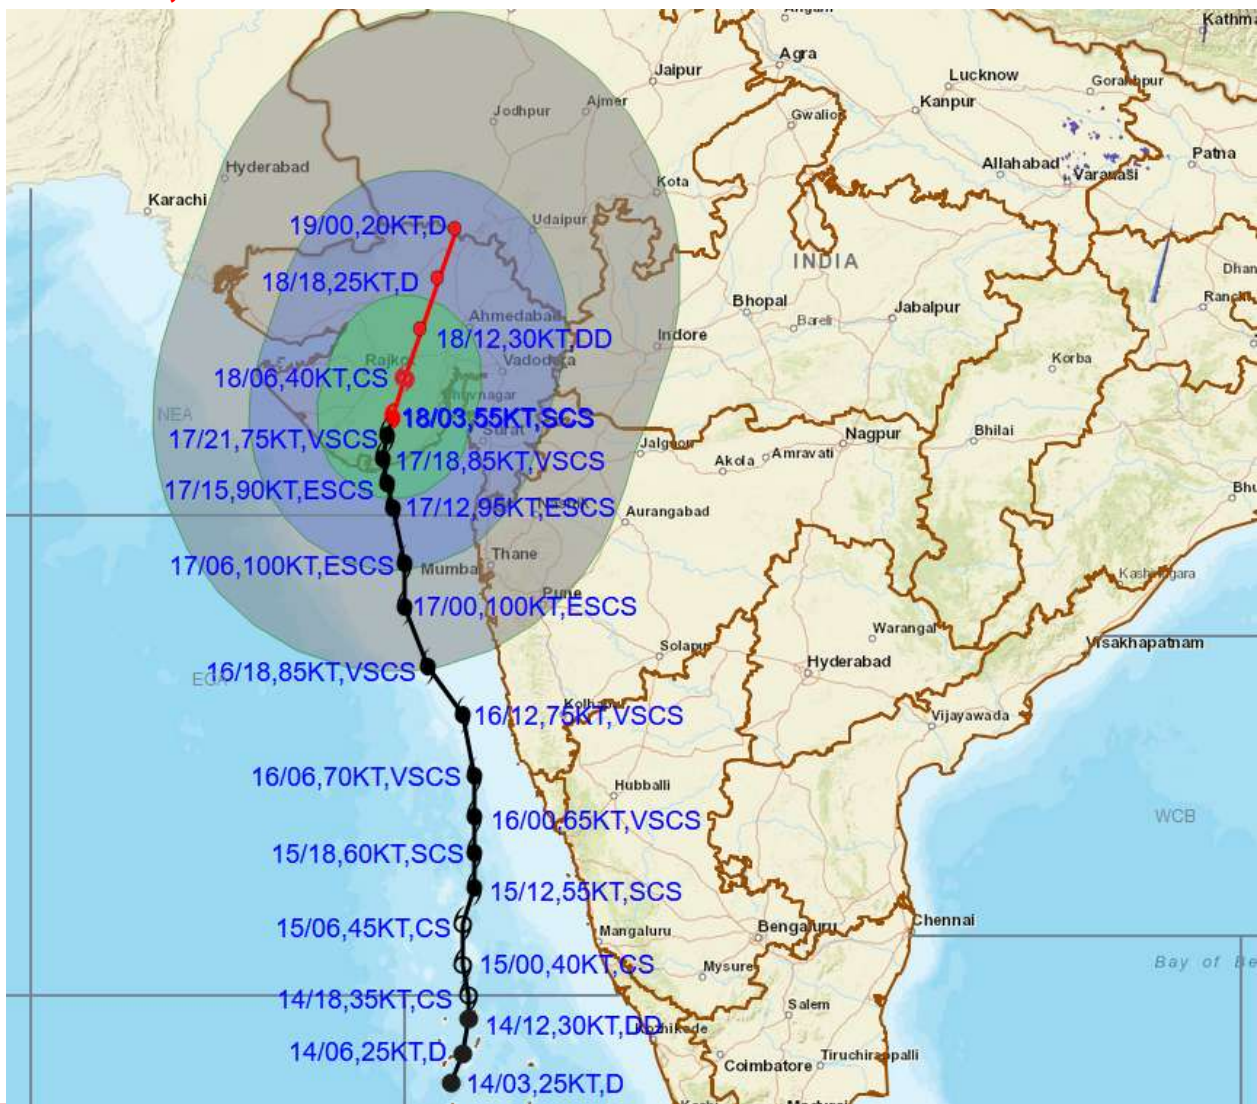 Angam
Kathma
Agra
Jaipur
Lucknow
Gorakhpur
Jodhpur
Ajmer
Kanpur
Gwalior
Patna
Allahabad
Varanasi
Hyderabad
Kota
Karachi
19/00,20KT,D
Udaipur
INDIA
Dhan
18/18,25KT,D
Bhopal
Jabalpur
Ranchi
Ahmedabad
Bareli
18/12,30KT,DD
Indore
Rajkot
Vadodara
Korba
18/06,40KT,CS
NEA
18/03,55KT,SCS
17/21,75KT,VSCS
Surat
Jalgaon
Nagpur
Bhilai
17/18,85KT,VSCS
Akola
Amravati
17/15,90KT,ESCS
Bhu
17/12,95KT,ESCS
Aurangabad
Thane
17/06,100KT,ESCS
Mumbai
Pune
17/00,100KT,ESCS
Warangal
Visakhapatnam
Solapur
Hyderabad
16/18,85KT,VSCS
Kolhapur
16/12,75KT,VSCS
Vijayawada
16/06,70KT,VSCS
Hubballi
16/00,65KT,VSCS
WCB
15/18,60KT,SCS
15/12,55KT,SCS
15/06,45KT,CS
Mangaluru
Bengaluru
Chennai
15/00,40KT,CS
Mysure
Bay of Be
14/18,35KT,CS
Salem
14/12,30KT,DD
Kozhikode
14/06,25KT,D
Coimbatore
Tiruchirappalli
14/03,25KT,D